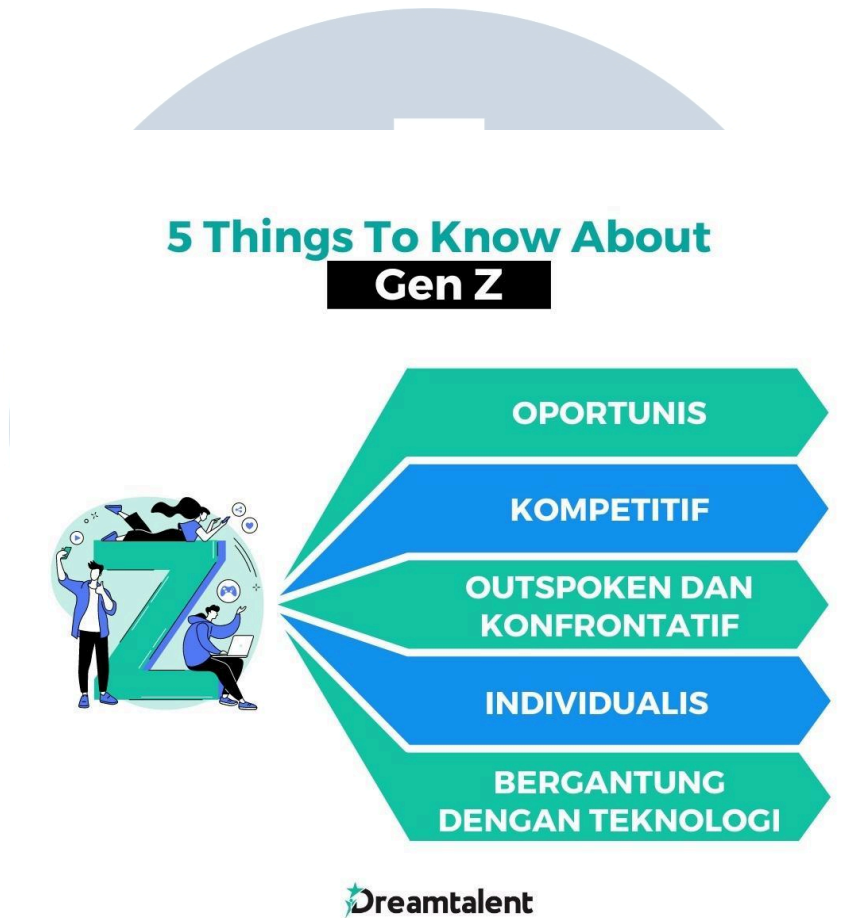 5 Things To Know About
Gen Z
OPORTUNIS
KOMPETITIF
OUTSPOKEN DAN
KONFRONTATIF
INDIVIDUALIS
BERGANTUNG
DENGAN TEKNOLOGI
Z
Dreamtalent